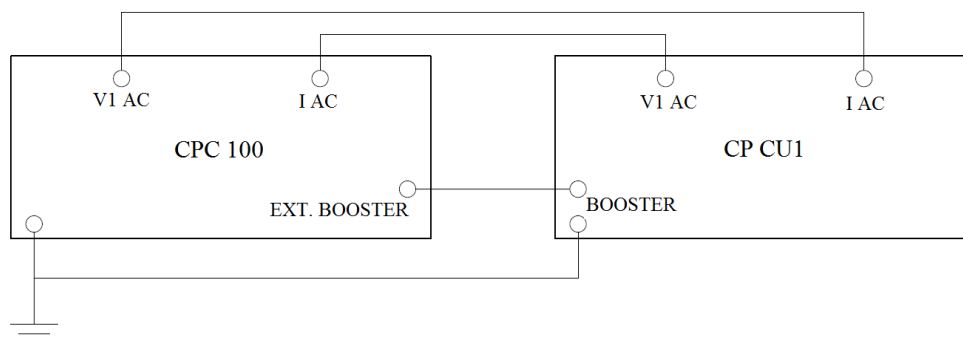 V1 AC
I AC
CPC 100
EXT. BOOSTER
V1 AC
I AC
CP CU1
BOOSTER